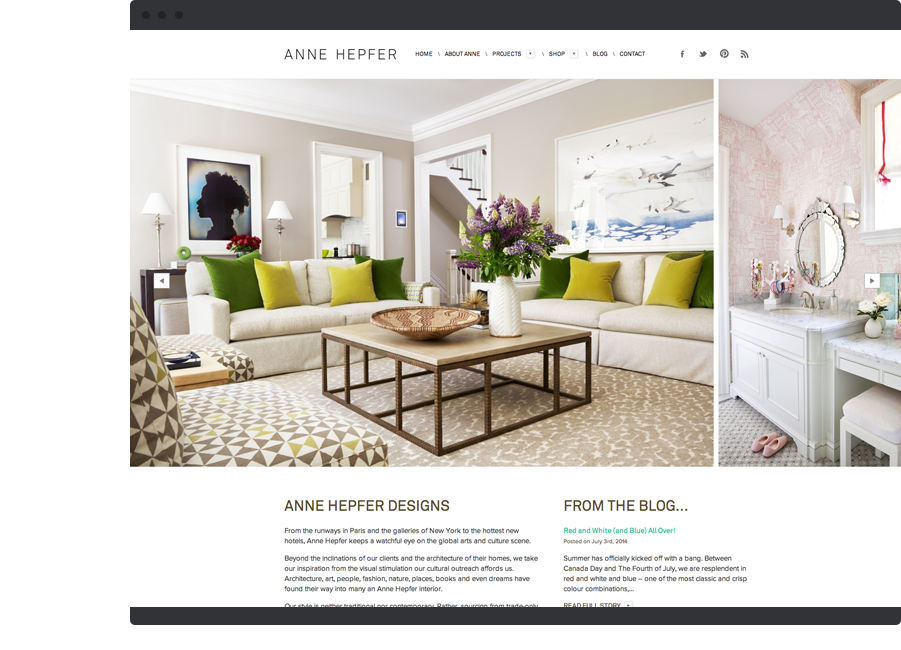 ANNE HEPFER
HOME \ ABOUT ANNE \ PROJECTS \ SHOP \ BLOG \ CONTACT
ANNE HEPFER DESIGNS
From the runways in Paris and the galleries of New York to the hottest new
hotels, Anne Hepfer keeps a watchful eye on the global arts and culture scene.
Beyond the inclinations of our clients and the architecture of their homes, we take
our inspiration from the visual stimulation our cultural outreach affords us.
Architecture, art, people, fashion, nature, places, books and even dreams have
found their way into many an Anne Hepfer interior.
Our style is neither traditional nor contemporary. Rather, sourcing from trade-only
FROM THE BLOG...
Red and White (and Blue) All Over!
Posted on July 3rd, 2014
Summer has officially kicked off with a bang. Between
Canada Day and The Fourth of July, we are resplendent in
red and white and blue – one of the most classic and crisp
colour combinations,...
READ FULL STORY